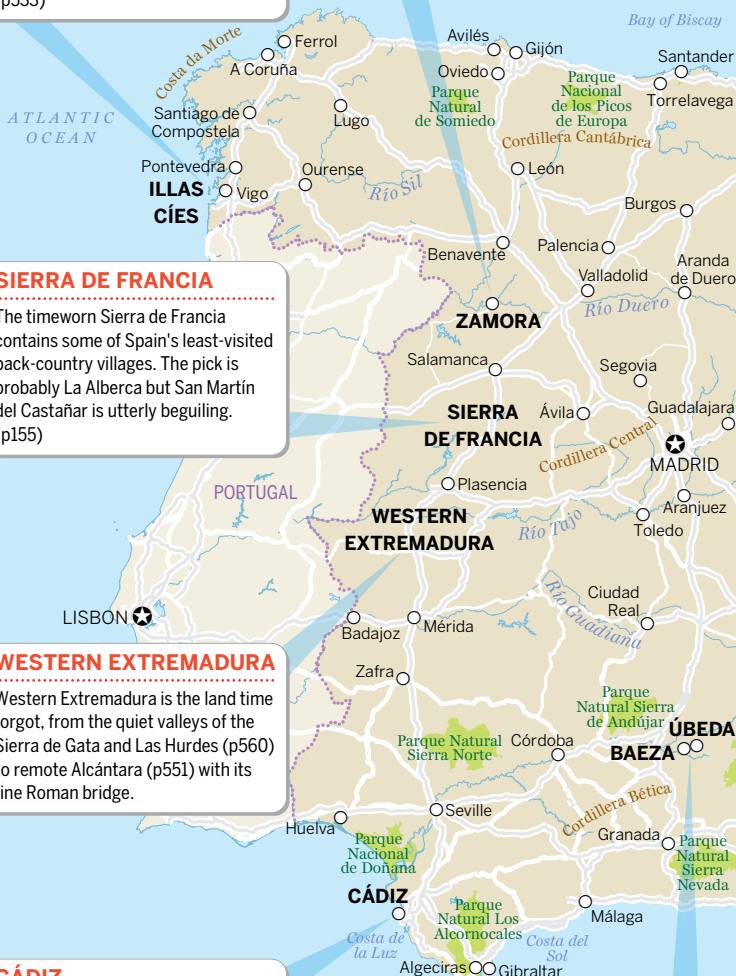 p533)
Bay of Biscay
Costa da Morte
Ferrol
A Coruña
Avilés
Gijón
Oviedo
Santander
Torrelavega
Parque
Natural
de Somiedo
Parque
Nacional
de los Picos
de Europa
Cordillera Cantábrica
ATLANTIC
OCEAN
Santiago de
Compostela
Lugo
Pontevedra
Ourense
León
ILLAS
CÍES
Vigo
Río Sil
Burgos
Benavente
Palencia
Aranda
de Duero
Valladolid
Río Duero
ZAMORA
SIERRA DE FRANCIA
The timeworn Sierra de Francia
contains some of Spain's least-visited
back-country villages. The pick is
probably La Alberca but San Martín
del Castañar is utterly beguiling.
(p155)
Salamanca
Segovia
SIERRA
DE FRANCIA
Ávila
Guadalajara
Cordillera Central
MADRID
PORTUGAL
Plasencia
Aranjuez
WESTERN
EXTREMADURA
Río Tajo
Toledo
LISBON
Badajoz
Mérida
Río Guadiana
Ciudad
Real
WESTERN EXTREMADURA
Western Extremadura is the land time
orgot, from the quiet valleys of the
Sierra de Gata and Las Hurdes (p560)
o remote Alcántara (p551) with its
ine Roman bridge.
Zafra
Parque
Natural Sierra
de Andújar
ÚBEDA
BAEZA
Parque Natural
Sierra Norte
Córdoba
Cordillera Bética
Huelva
Seville
Granada
Parque
Nacional
de Doñana
Parque
Natural
Sierra
Nevada
CÁDIZ
Parque
Natural Los
Alcornocales
Málaga
Costa de
la Luz
Costa del
Sol
Algeciras
Gibraltar
CÁDIZ